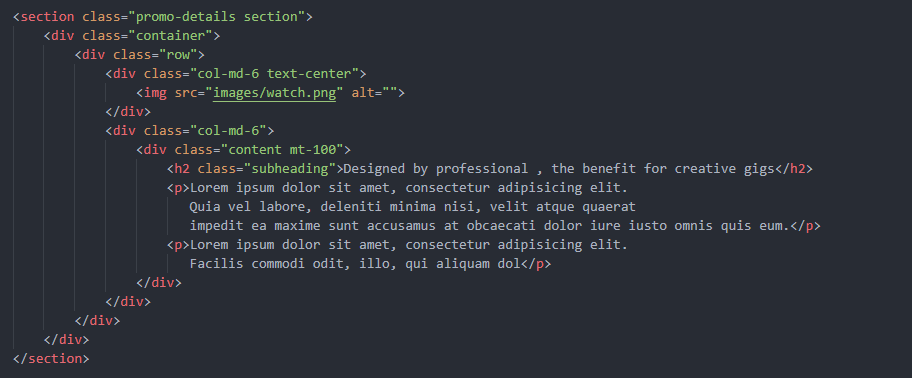 <section class="promo-details section">
    <div class="container">
        <div class="row">
            <div class="col-md-6 text-center">
                <img src="images/watch.png" alt="">
            </div>
            <div class="col-md-6">
                <div class="content mt-100">
                    <h2 class="subheading">Designed by professional , the benefit for creative gigs</h2>
                    <p>Lorem ipsum dolor sit amet, consectetur adipisicing elit.
                       Quia vel labore, deleniti minima nisi, velit atque quaerat
                       impedit ea maxime sunt accusamus at obcaecati dolor iure iusto omnis quis eum.</p>
                    <p>Lorem ipsum dolor sit amet, consectetur adipisicing elit.
                       Facilis commodi odit, illo, qui aliquam dol</p>
                </div>
            </div>
        </div>
    </div>
</section>